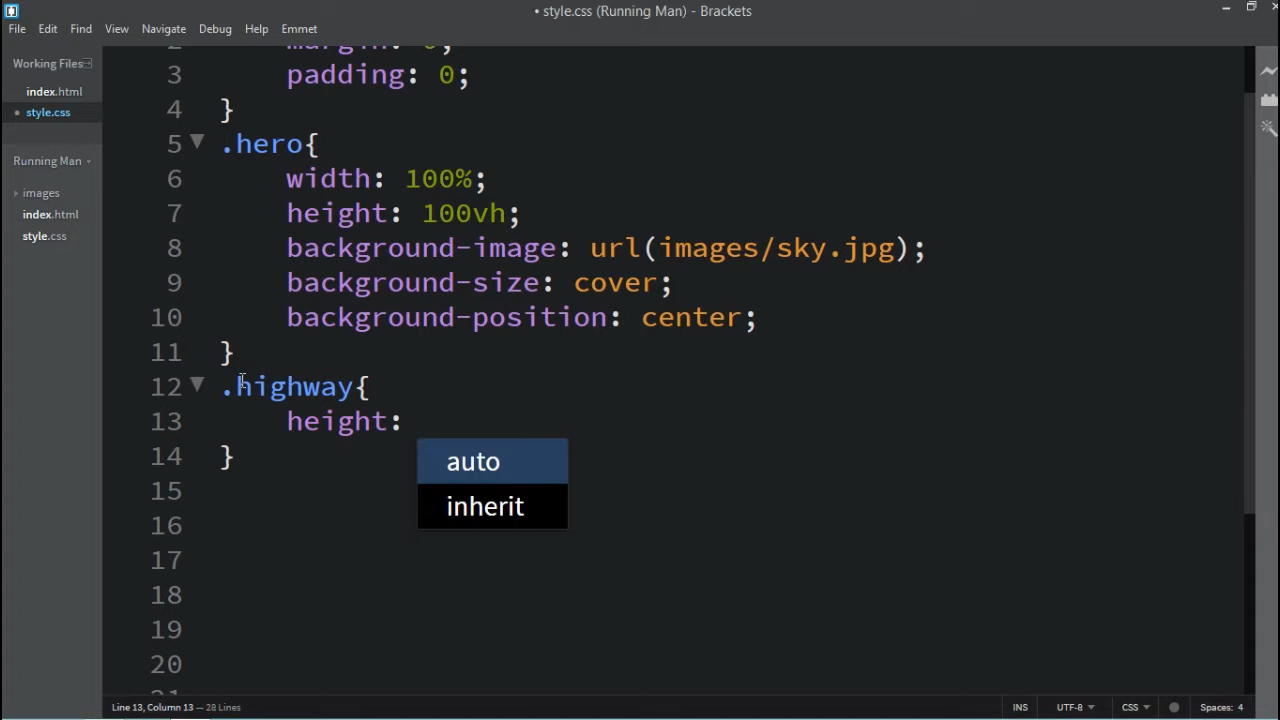 • style.css (Running Man) - Brackets
File Edit Find View Navigate Debug Help Emmet
Working Files
index.html
• style.css
Running Man
images
index.html
style.css
2 margin: 0;
3 padding: 0;
4 }
5 .hero{
6 width: 100%;
7 height: 100vh;
8 background-image: url(images/sky.jpg);
9 background-size: cover;
10 background-position: center;
11 }
12 .highway{
13 height:
14 }
auto
inherit
15
16
17
18
19
20
21
Line 13, Column 13 — 28 Lines
INS UTF-8 CSS Spaces: 4